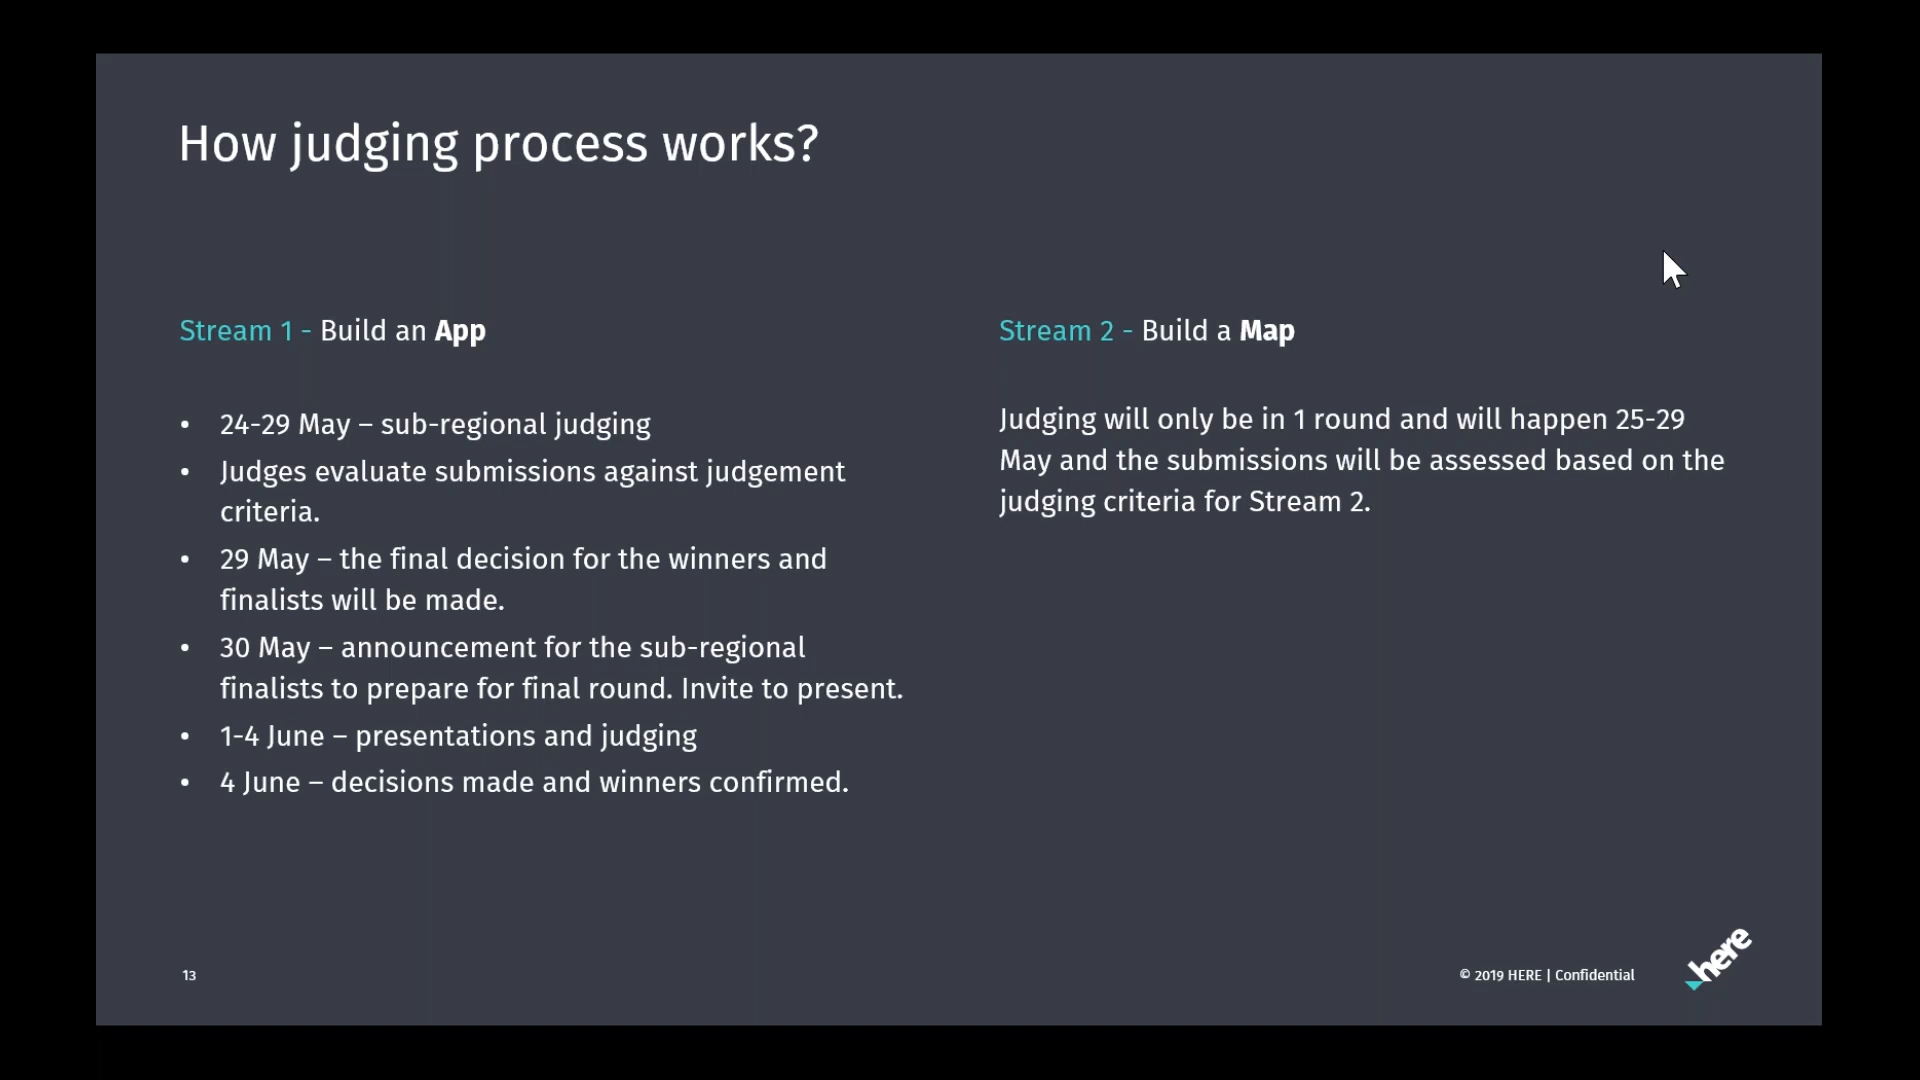 How judging process works?
Stream 1 - Build an App
• 24-29 May – sub-regional judging
• Judges evaluate submissions against judgement
criteria.
• 29 May – the final decision for the winners and
finalists will be made.
• 30 May – announcement for the sub-regional
finalists to prepare for final round. Invite to present.
• 1-4 June – presentations and judging
• 4 June – decisions made and winners confirmed.
Stream 2 - Build a Map
Judging will only be in 1 round and will happen 25-29
May and the submissions will be assessed based on the
judging criteria for Stream 2.
13
© 2019 HERE | Confidential
here